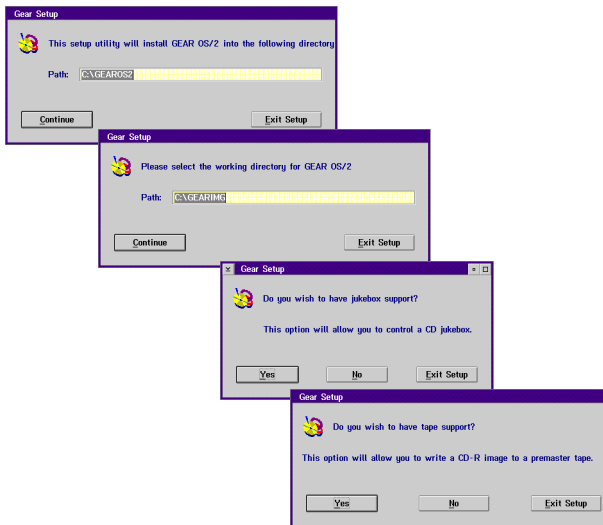 Gear Setup
This setup utility will install GEAR OS/2 into the following directory
Path: C:\GEAROS2
Continue Exit Setup
Gear Setup
Please select the working directory for GEAR OS/2
Path: C:\GEARIMG
Continue Exit Setup
Gear Setup
Do you wish to have jukebox support?
This option will allow you to control a CD jukebox.
Yes No Exit Setup
Gear Setup
Do you wish to have tape support?
This option will allow you to write a CD-R image to a premaster tape.
Yes No Exit Setup